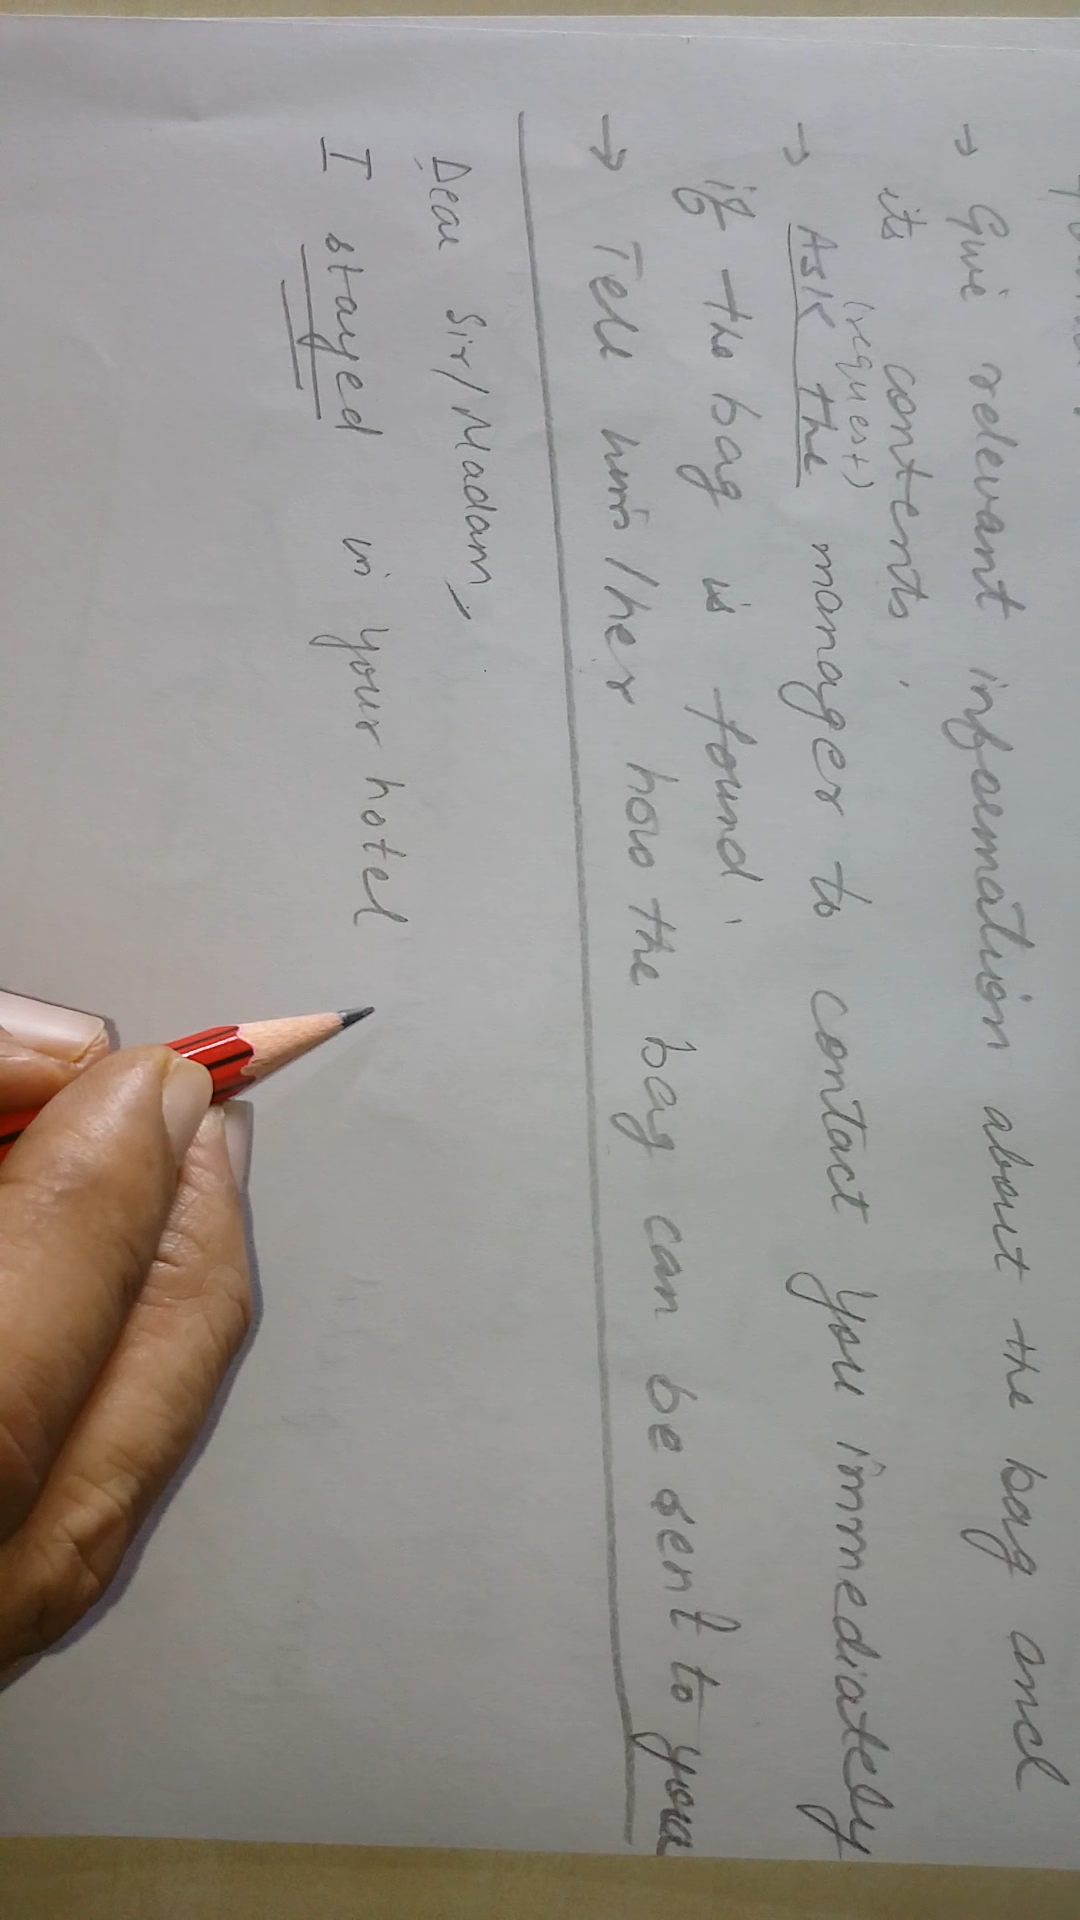 → Give relevant information about the bag and
its contents.
(request)
→ Ask the manager to contact you immediately
if the bag is found.
→ Tell him/her how the bag can be sent to you
Dear Sir/Madam,
I stayed in your hotel